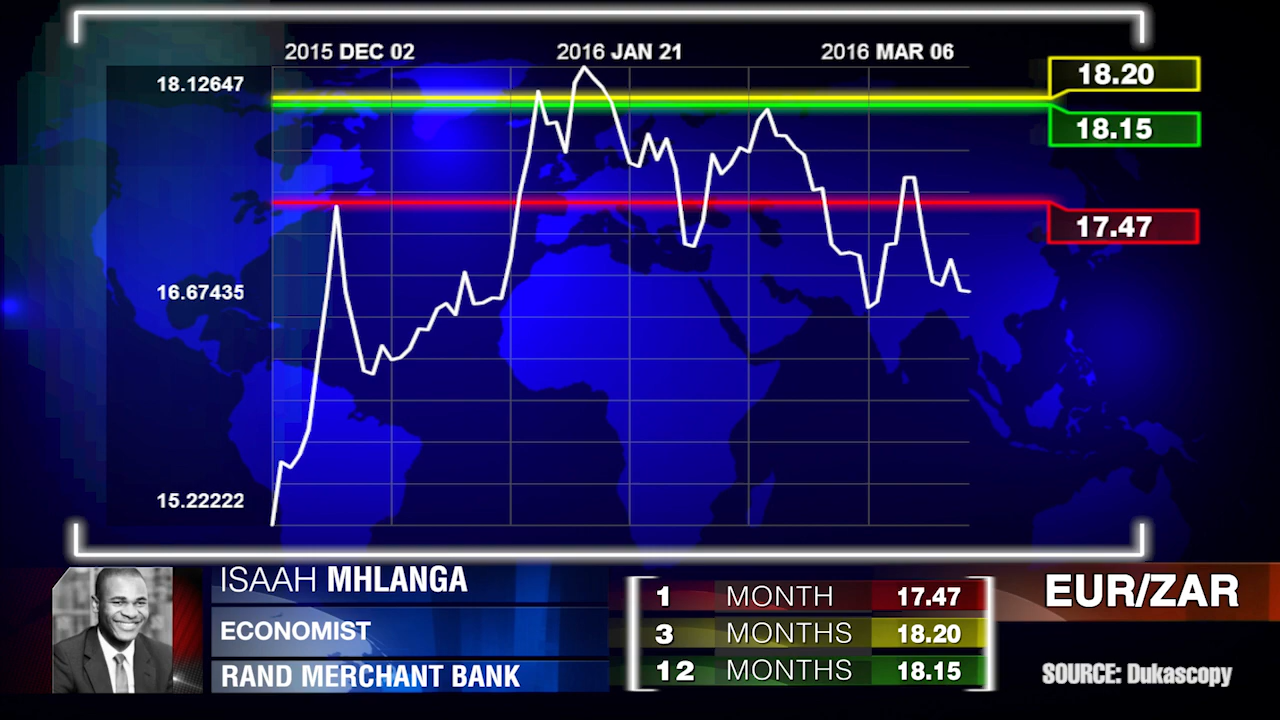 2015 DEC 02
2016 JAN 21
2016 MAR 06
18.12647
16.67435
15.22222
18.20
18.15
17.47
ISAAH MHLANGA
ECONOMIST
RAND MERCHANT BANK
1 MONTH 17.47
3 MONTHS 18.20
12 MONTHS 18.15
EUR/ZAR
SOURCE: Dukascopy